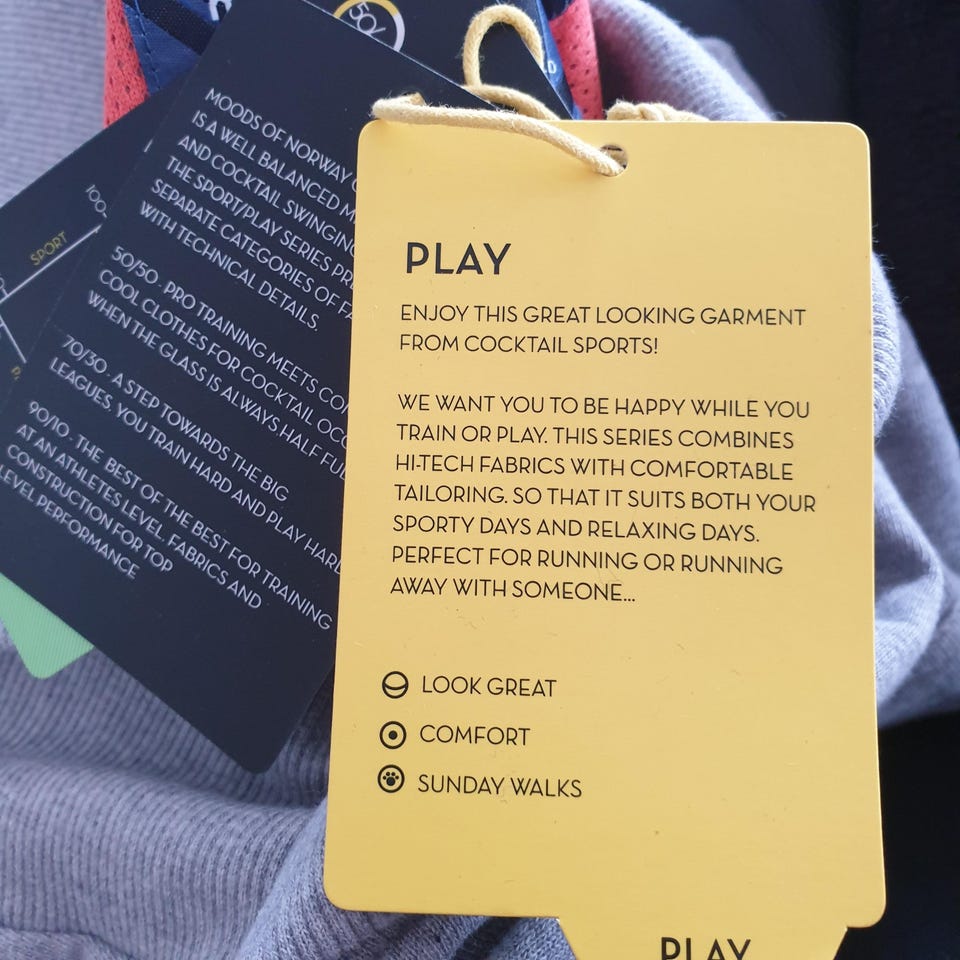 50/
D
100
SPORT
MOODS OF NORWAY
IS A WELL BALANCED
AND COCKTAIL SWINGING
THE SPORT/PLAY SERIES
SEPARATE CATEGORIES OF
WITH TECHNICAL DETAILS.
50/50 - PRO TRAINING MEETS
COOL CLOTHES FOR COCKTAIL
WHEN THE GLASS IS ALWAYS HALF
70/30 - A STEP TOWARDS THE BIG
LEAGUES, YOU TRAIN HARD AND PLAY HARD
90/10 - THE BEST OF THE BEST FOR TRAINING
AT AN ATHLETES LEVEL. FABRICS AND
CONSTRUCTION FOR TOP
LEVEL PERFORMANCE
PLAY
ENJOY THIS GREAT LOOKING GARMENT
FROM COCKTAIL SPORTS!
WE WANT YOU TO BE HAPPY WHILE YOU
TRAIN OR PLAY. THIS SERIES COMBINES
HI-TECH FABRICS WITH COMFORTABLE
TAILORING. SO THAT IT SUITS BOTH YOUR
SPORTY DAYS AND RELAXING DAYS.
PERFECT FOR RUNNING OR RUNNING
AWAY WITH SOMEONE...
LOOK GREAT
COMFORT
SUNDAY WALKS
PLAY